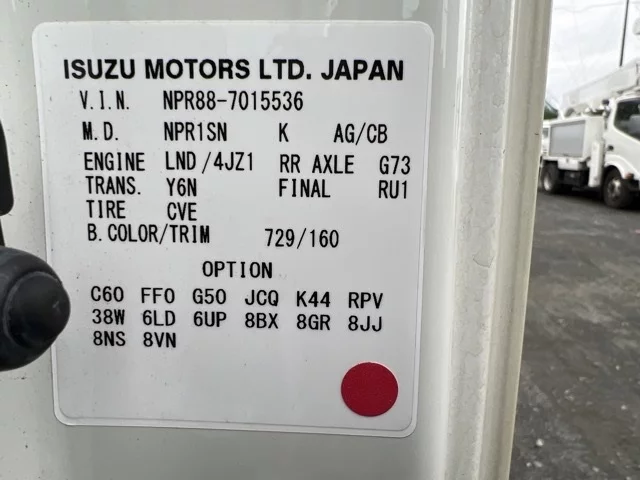 ISUZU MOTORS LTD. JAPAN
V.I.N. NPR88-7015536
M.D. NPR1SN K AG/CB
ENGINE LND/4JZ1 RR AXLE G73
TRANS. Y6N FINAL RU1
TIRE CVE
B.COLOR/TRIM 729/160
OPTION
C60 FF0 G50 JCQ K44 RPV
38W 6LD 6UP 8BX 8GR 8JJ
8NS 8VN